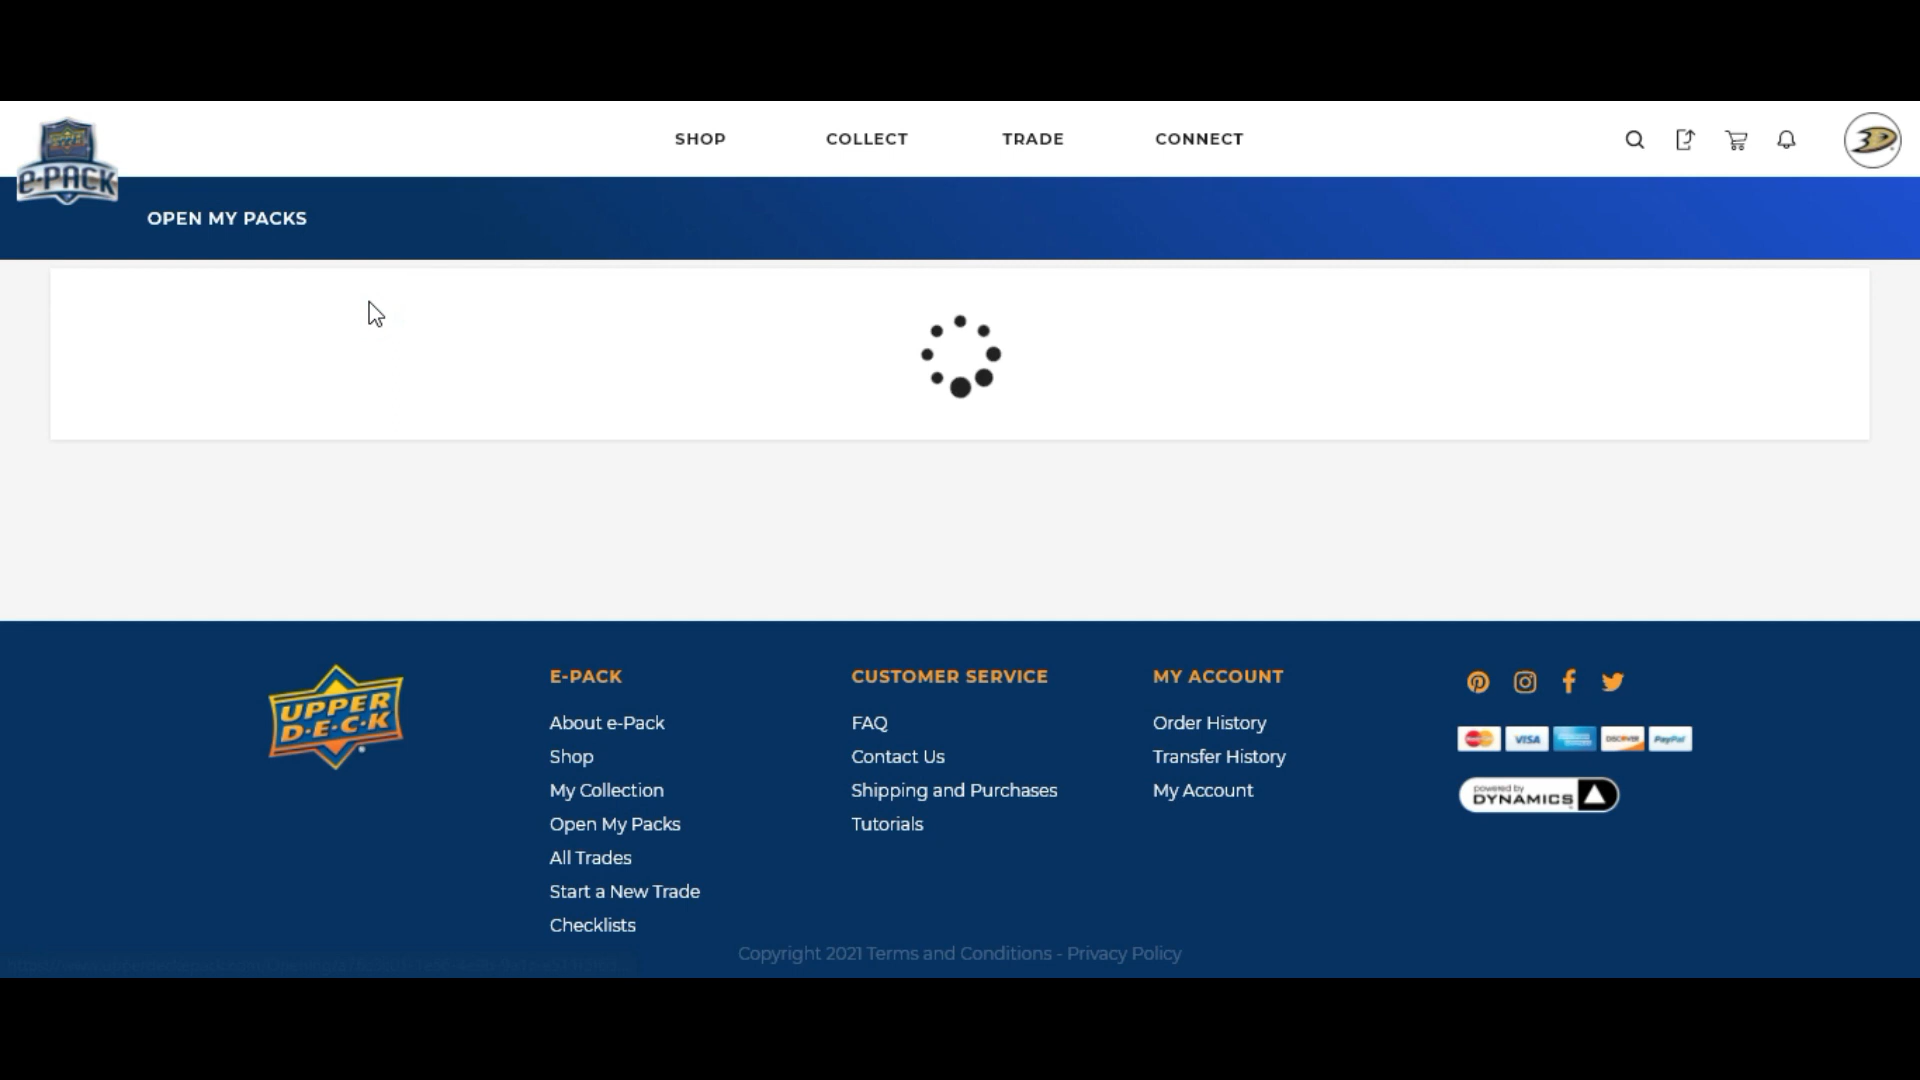 e-PACK
SHOP
COLLECT
TRADE
CONNECT
OPEN MY PACKS
UPPER
D·E·C·K
E-PACK
About e-Pack
Shop
My Collection
Open My Packs
All Trades
Start a New Trade
Checklists
CUSTOMER SERVICE
FAQ
Contact Us
Shipping and Purchases
Tutorials
MY ACCOUNT
Order History
Transfer History
My Account
VISA
DISCOVER
PayPal
powered by
DYNAMICS
Copyright 2021 Terms and Conditions - Privacy Policy